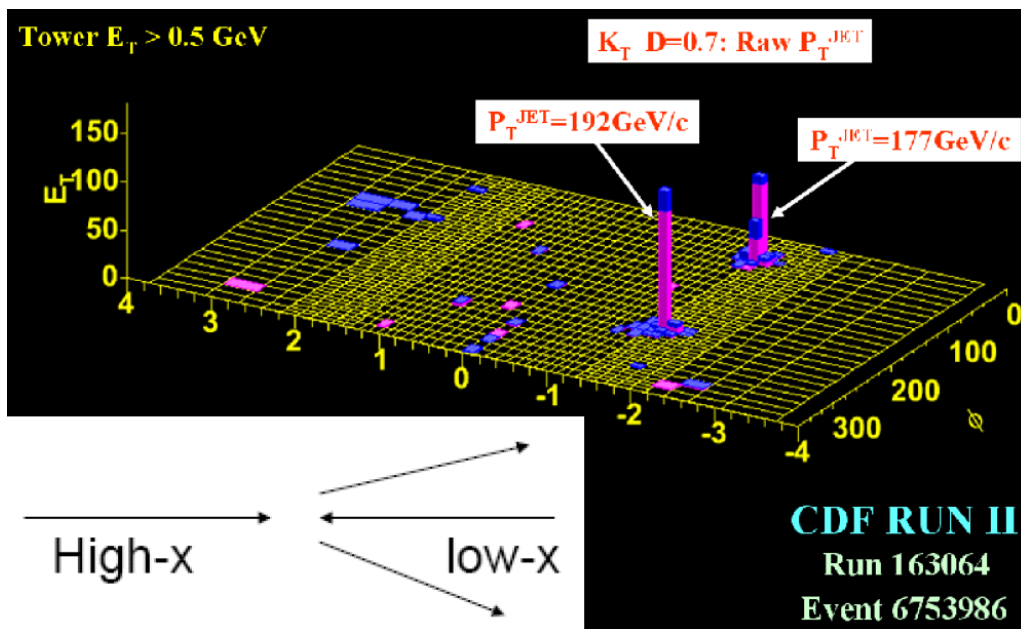 Tower E_T > 0.5 GeV
K_T D=0.7: Raw P_T^JET
P_T^JET=192GeV/c
P_T^JET=177GeV/c
E_T
150
100
50
0
4
3
2
1
0
-1
-2
-3
-4
0
100
200
300
ϕ
High-x
low-x
CDF RUN II
Run 163064
Event 6753986